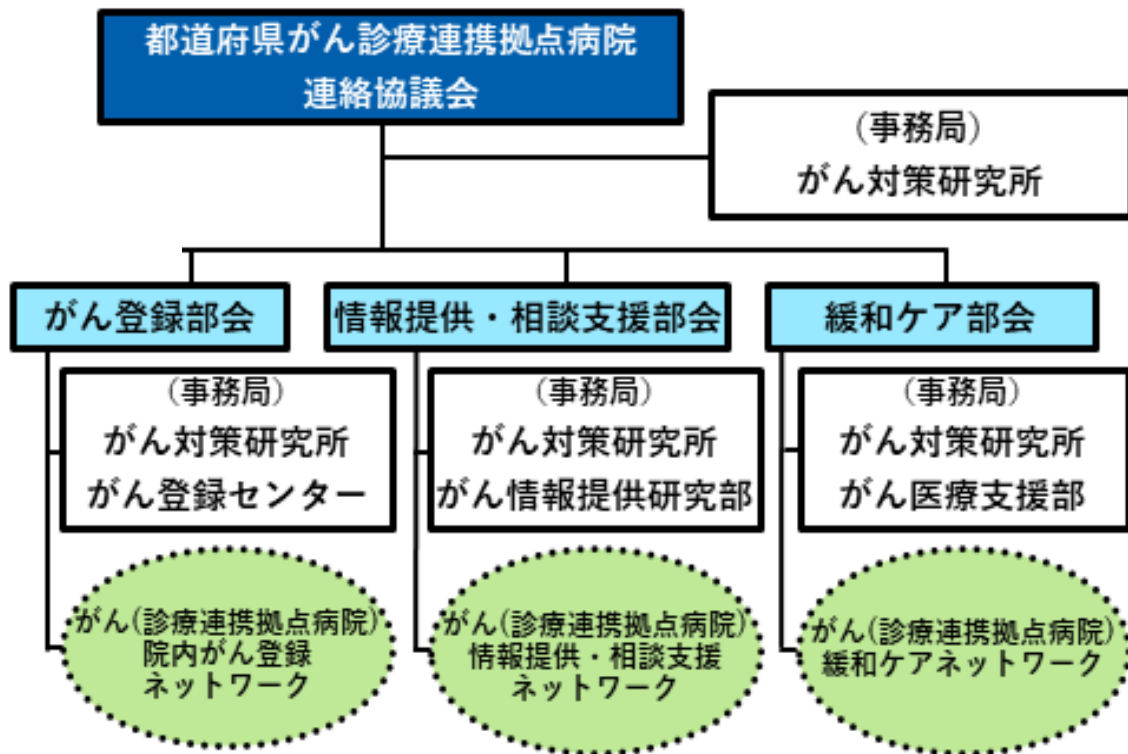 都道府県がん診療連携拠点病院
連絡協議会
（事務局）
がん対策研究所
がん登録部会
情報提供・相談支援部会
緩和ケア部会
（事務局）
がん対策研究所
がん登録センター
（事務局）
がん対策研究所
がん情報提供研究部
（事務局）
がん対策研究所
がん医療支援部
がん(診療連携拠点病院)
院内がん登録
ネットワーク
がん(診療連携拠点病院)
情報提供・相談支援
ネットワーク
がん(診療連携拠点病院)
緩和ケアネットワーク